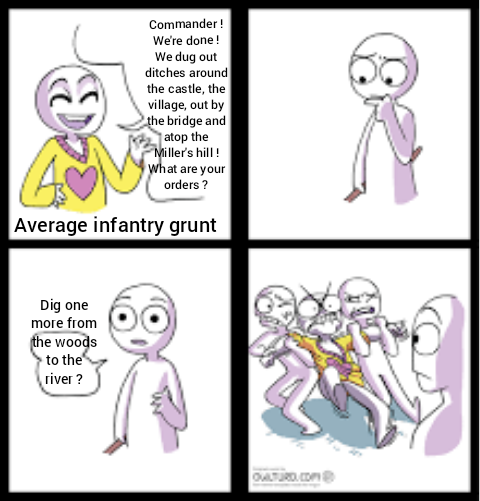 Commander !
We're done !
We dug out
ditches around
the castle, the
village, out by
the bridge and
atop the
Miller's hill !
What are your
orders ?
Average infantry grunt
Dig one
more from
the woods
to the
river ?
OWLTURD.COM